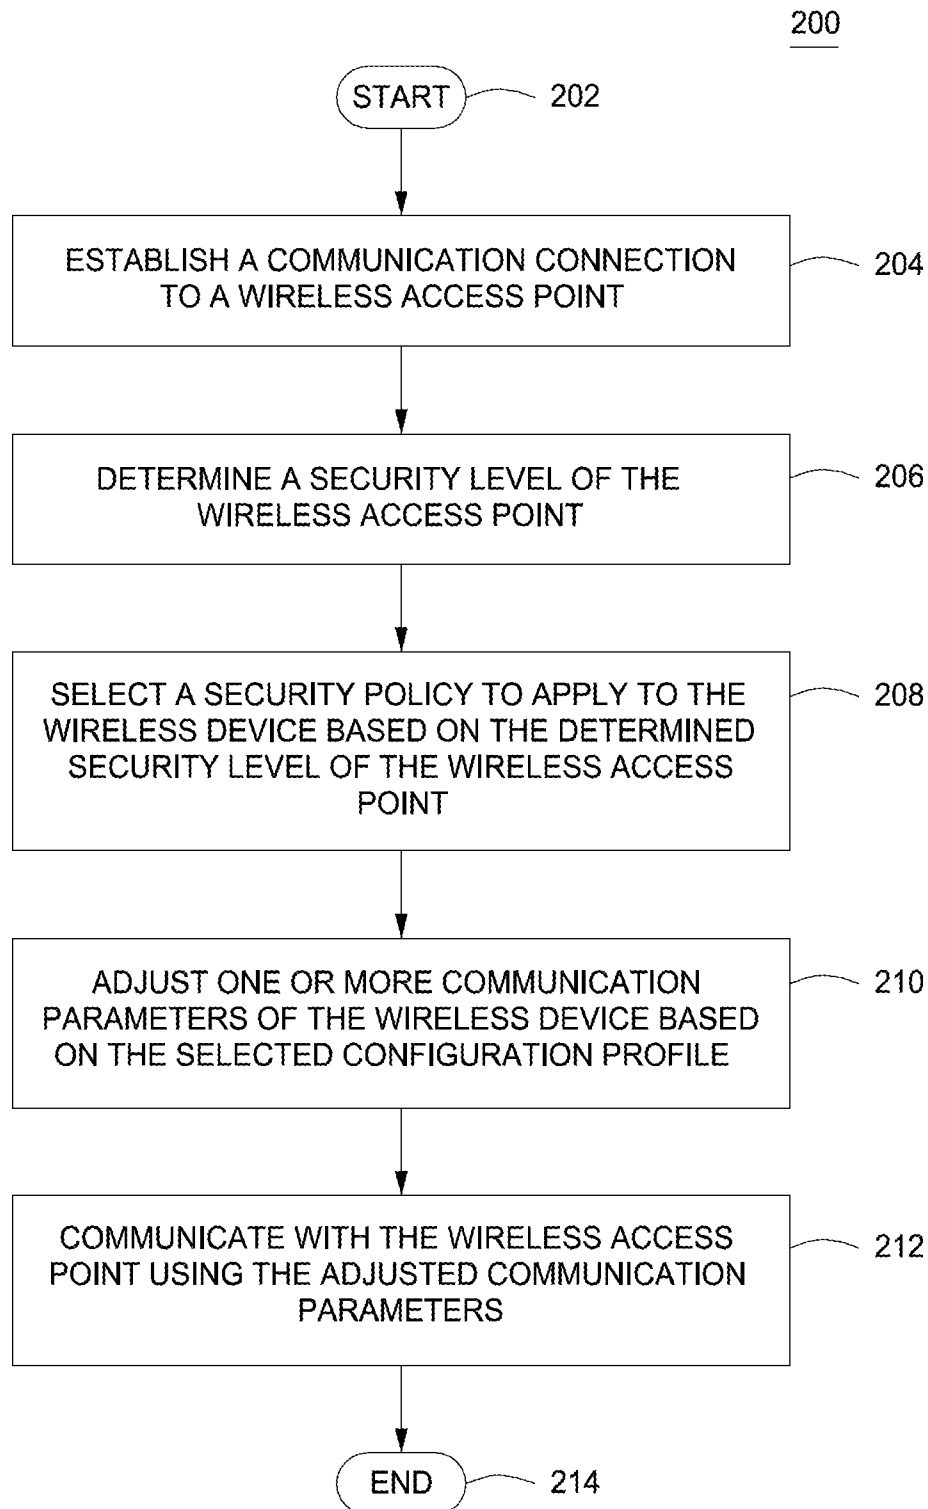 200
START
202
ESTABLISH A COMMUNICATION CONNECTION
TO A WIRELESS ACCESS POINT
204
DETERMINE A SECURITY LEVEL OF THE
WIRELESS ACCESS POINT
206
SELECT A SECURITY POLICY TO APPLY TO THE
WIRELESS DEVICE BASED ON THE DETERMINED
SECURITY LEVEL OF THE WIRELESS ACCESS
POINT
208
ADJUST ONE OR MORE COMMUNICATION
PARAMETERS OF THE WIRELESS DEVICE BASED
ON THE SELECTED CONFIGURATION PROFILE
210
COMMUNICATE WITH THE WIRELESS ACCESS
POINT USING THE ADJUSTED COMMUNICATION
PARAMETERS
212
END
214